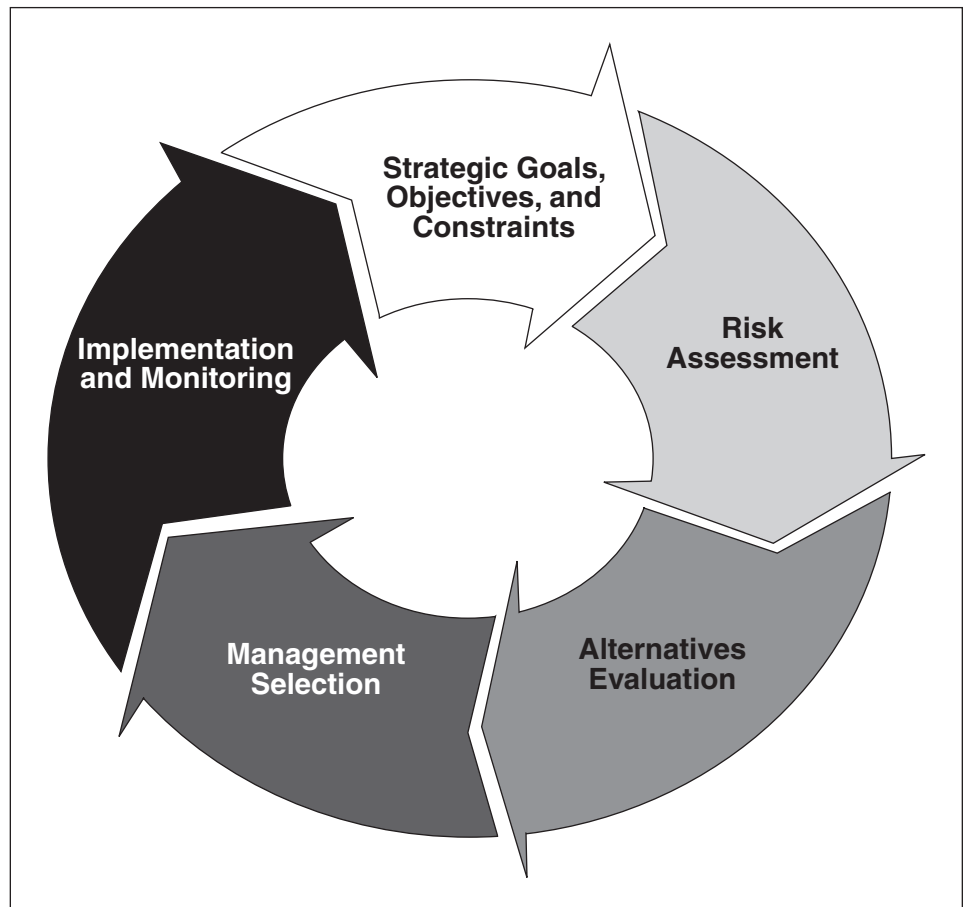 Strategic Goals,
Objectives, and
Constraints
Risk
Assessment
Alternatives
Evaluation
Management
Selection
Implementation
and Monitoring